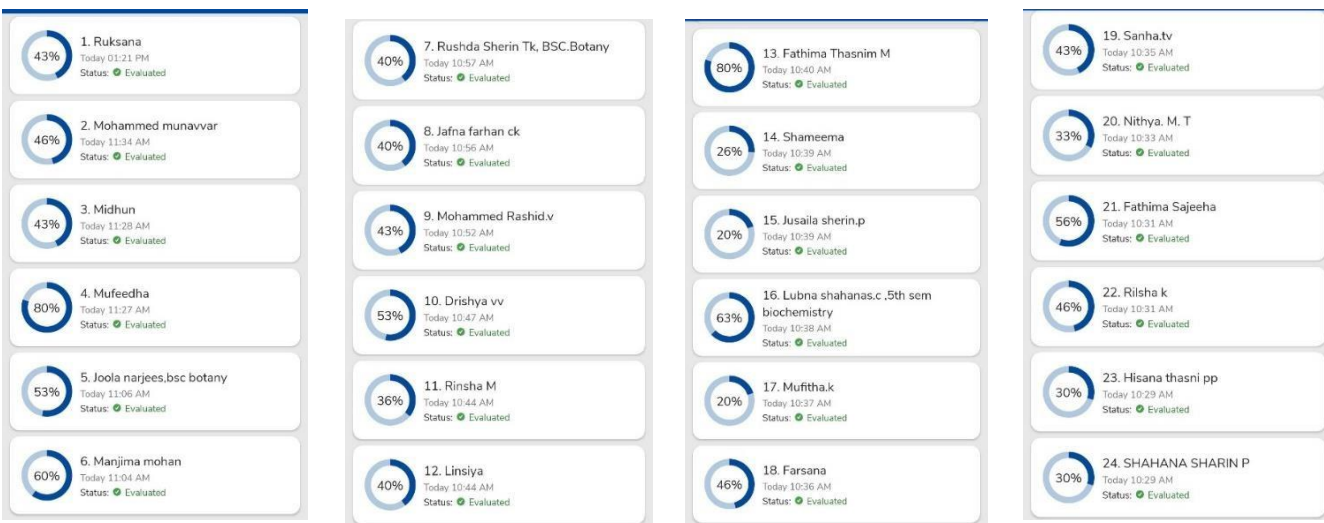 43%
1. Ruksana
Today 01:21 PM
Status: Evaluated
46%
2. Mohammed munavvar
Today 11:34 AM
Status: Evaluated
43%
3. Midhun
Today 11:28 AM
Status: Evaluated
80%
4. Mufeedha
Today 11:27 AM
Status: Evaluated
53%
5. Joola narjees,bsc botany
Today 11:06 AM
Status: Evaluated
60%
6. Manjima mohan
Today 11:04 AM
Status: Evaluated
40%
7. Rushda Sherin Tk, BSC.Botany
Today 10:57 AM
Status: Evaluated
40%
8. Jafna farhan ck
Today 10:56 AM
Status: Evaluated
43%
9. Mohammed Rashid.v
Today 10:52 AM
Status: Evaluated
53%
10. Drishya vv
Today 10:47 AM
Status: Evaluated
36%
11. Rinsha M
Today 10:44 AM
Status: Evaluated
40%
12. Linsiya
Today 10:44 AM
Status: Evaluated
80%
13. Fathima Thasnim M
Today 10:40 AM
Status: Evaluated
26%
14. Shameema
Today 10:39 AM
Status: Evaluated
20%
15. Jusaila sherin.p
Today 10:39 AM
Status: Evaluated
63%
16. Lubna shahanas.c ,5th sem
biochemistry
Today 10:38 AM
Status: Evaluated
20%
17. Mufitha.k
Today 10:37 AM
Status: Evaluated
46%
18. Farsana
Today 10:36 AM
Status: Evaluated
43%
19. Sanha.tv
Today 10:35 AM
Status: Evaluated
33%
20. Nithya. M. T
Today 10:33 AM
Status: Evaluated
56%
21. Fathima Sajeeha
Today 10:31 AM
Status: Evaluated
46%
22. Rilsha k
Today 10:31 AM
Status: Evaluated
30%
23. Hisana thasni pp
Today 10:29 AM
Status: Evaluated
30%
24. SHAHANA SHARIN P
Today 10:29 AM
Status: Evaluated